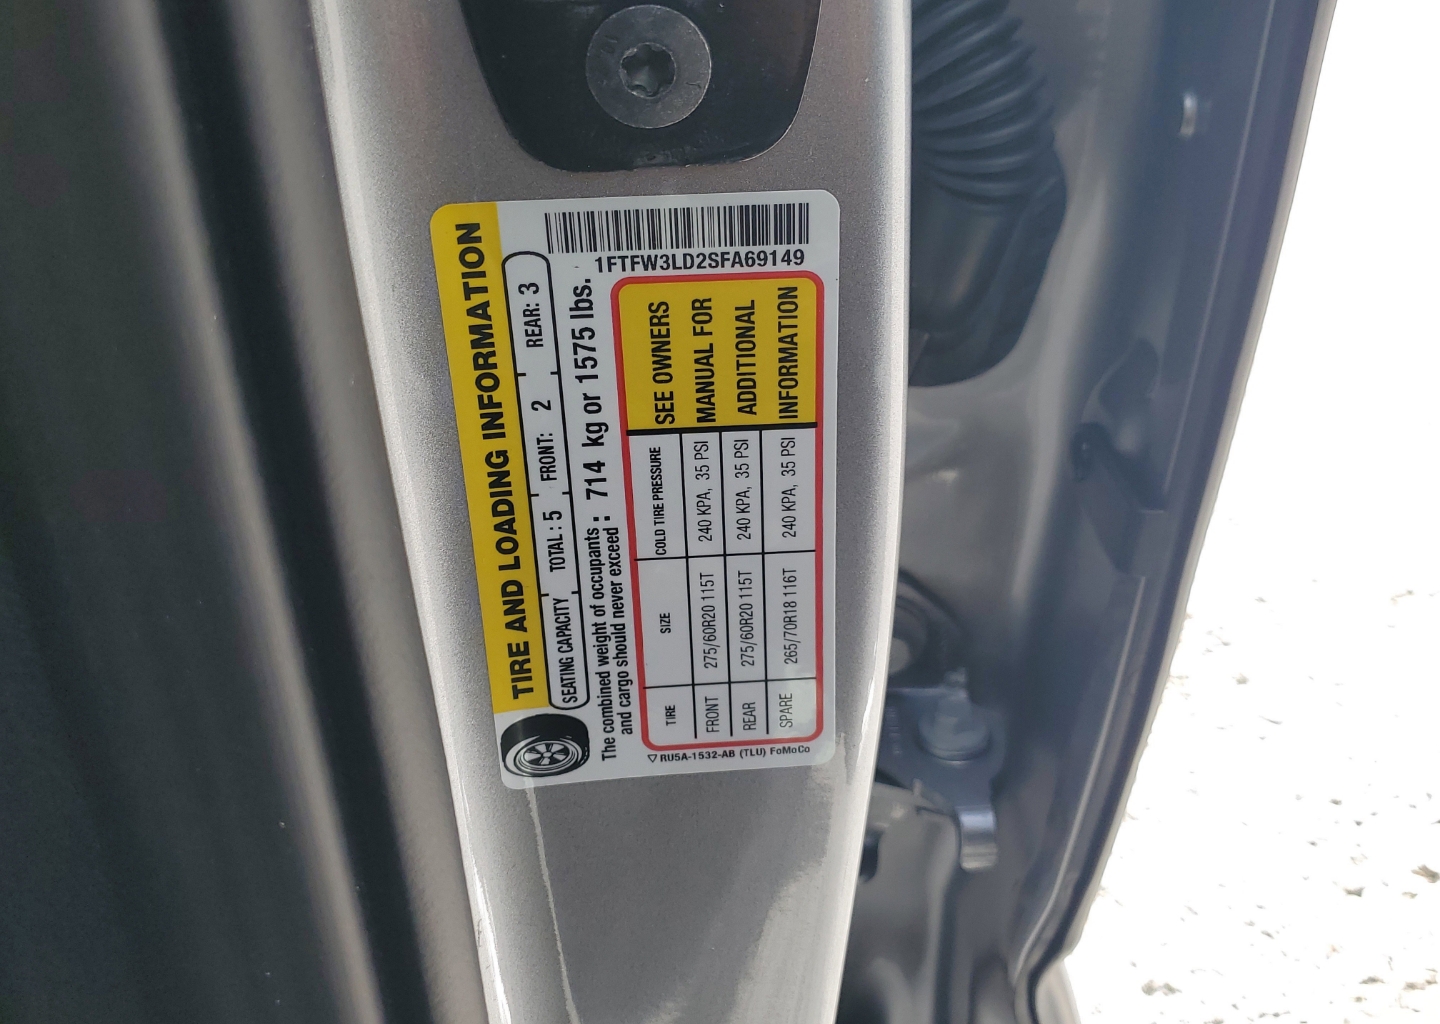 TIRE AND LOADING INFORMATION
SEATING CAPACITY TOTAL : 5 FRONT: 2 REAR: 3
The combined weight of occupants and cargo should never exceed : 714 kg or 1575 lbs.
TIRE SIZE COLD TIRE PRESSURE
FRONT 275/60R20 115T 240 KPA, 35 PSI
REAR 275/60R20 115T 240 KPA, 35 PSI
SPARE 265/70R18 116T 240 KPA, 35 PSI
SEE OWNERS
MANUAL FOR
ADDITIONAL
INFORMATION
RU5A-1532-AB (TLU) FoMoCo
1FTFW3LD2SFA69149